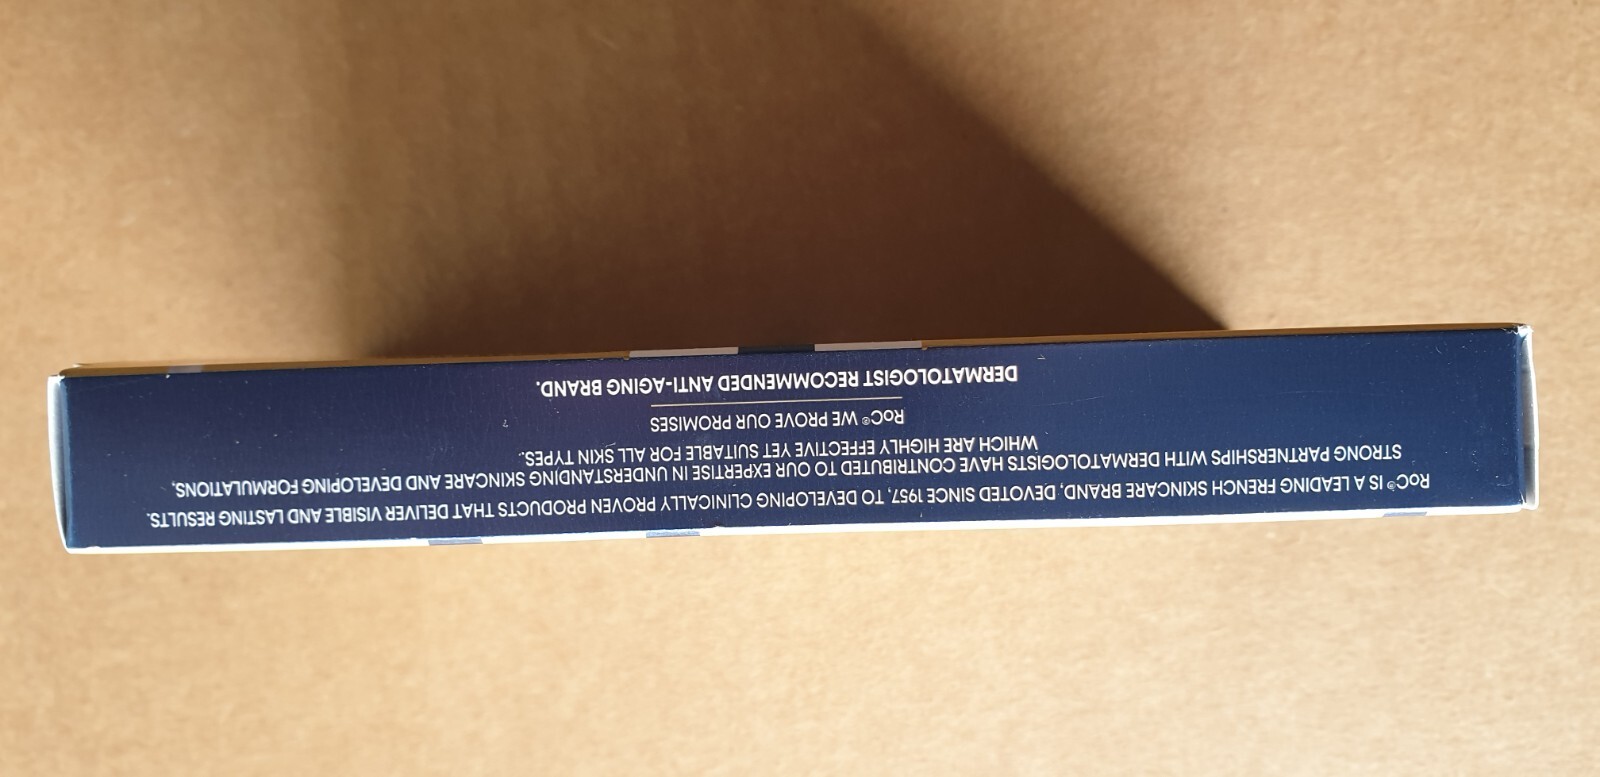 RoC® IS A LEADING FRENCH SKINCARE BRAND, DEVOTED SINCE 1957, TO DEVELOPING CLINICALLY PROVEN PRODUCTS THAT DELIVER VISIBLE AND LASTING RESULTS.
STRONG PARTNERSHIPS WITH DERMATOLOGISTS HAVE CONTRIBUTED TO OUR EXPERTISE IN UNDERSTANDING SKINCARE AND DEVELOPING FORMULATIONS,
WHICH ARE HIGHLY EFFECTIVE YET SUITABLE FOR ALL SKIN TYPES.
RoC® WE PROVE OUR PROMISES
DERMATOLOGIST RECOMMENDED ANTI-AGING BRAND.